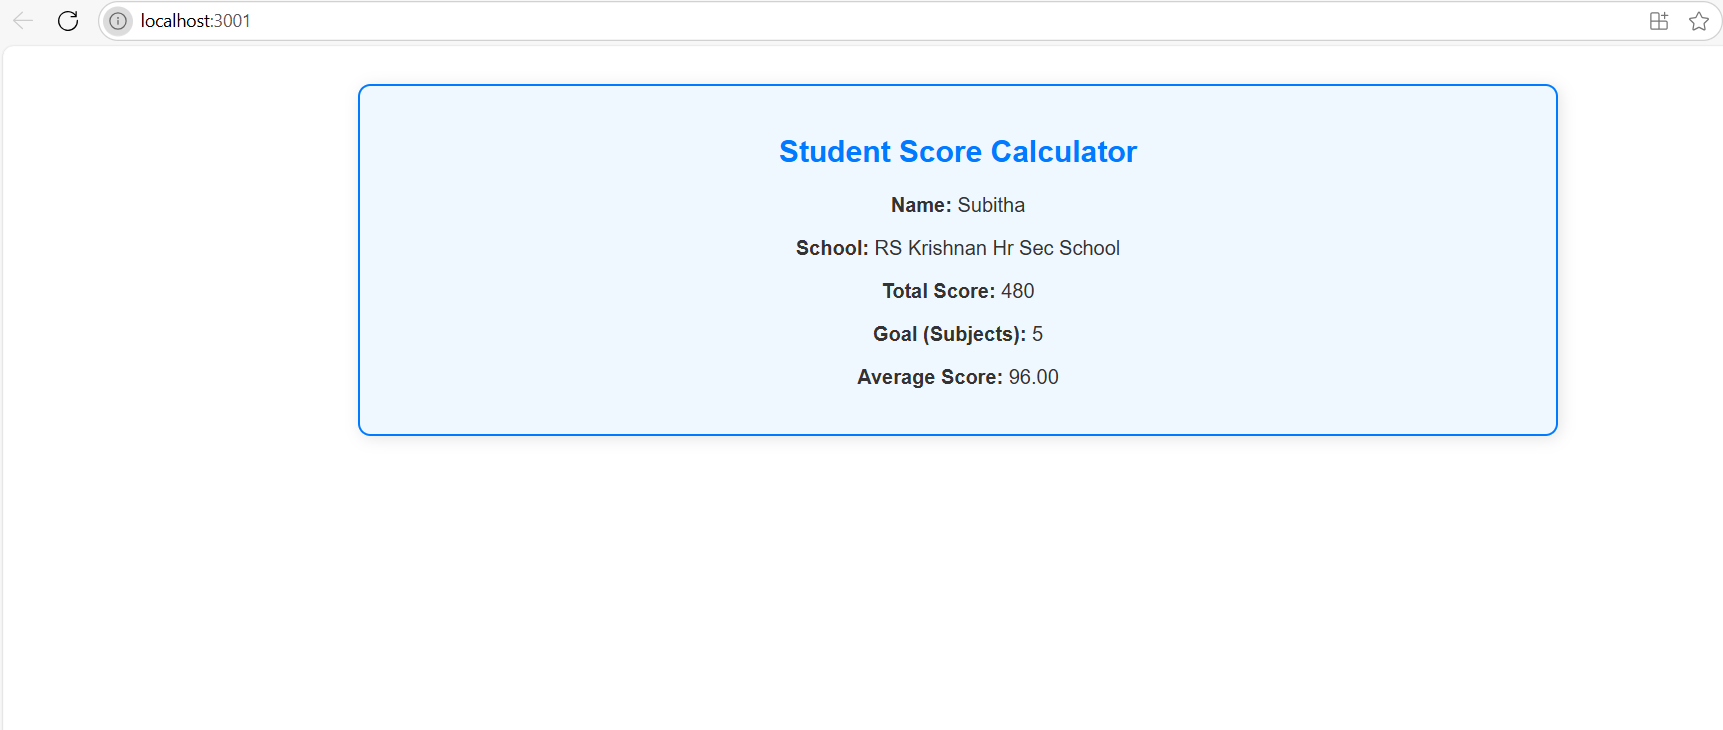 localhost:3001
Student Score Calculator
Name: Subitha
School: RS Krishnan Hr Sec School
Total Score: 480
Goal (Subjects): 5
Average Score: 96.00